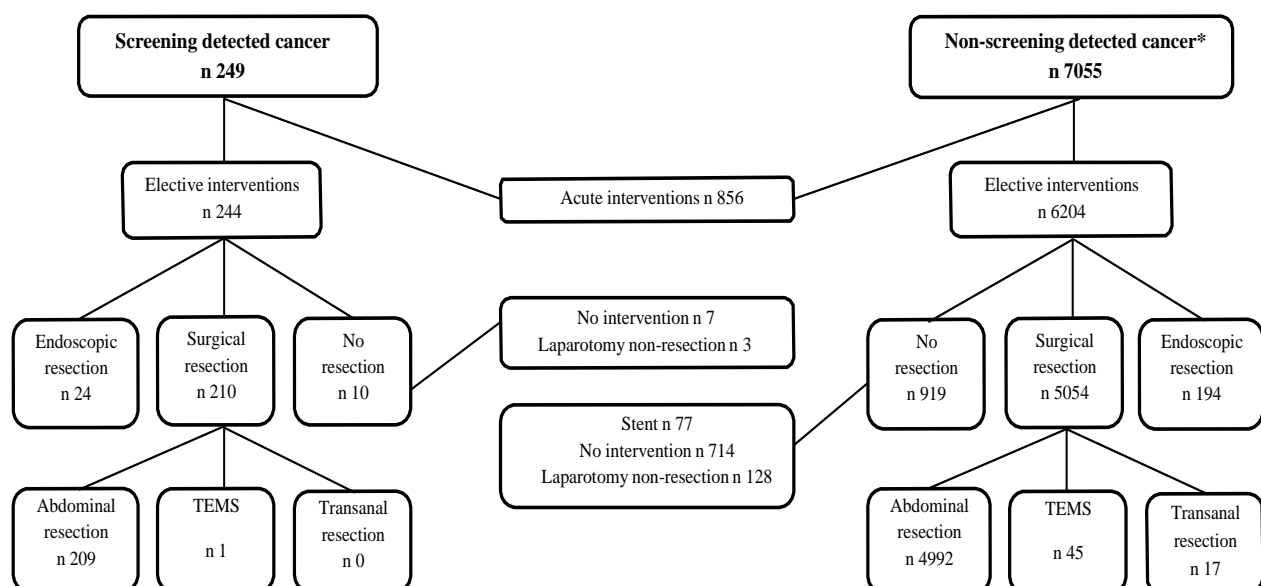 Screening detected cancer
n 249
Non-screening detected cancer*
n 7055
Elective interventions
n 244
Acute interventions n 856
Elective interventions
n 6204
Endoscopic
resection
n 24
Surgical
resection
n 210
No
resection
n 10
No intervention n 7
Laparotomy non-resection n 3
No
resection
n 919
Surgical
resection
n 5054
Endoscopic
resection
n 194
Stent n 77
No intervention n 714
Laparotomy non-resection n 128
Abdominal
resection
n 209
TEMS
n 1
Transanal
resection
n 0
Abdominal
resection
n 4992
TEMS
n 45
Transanal
resection
n 17